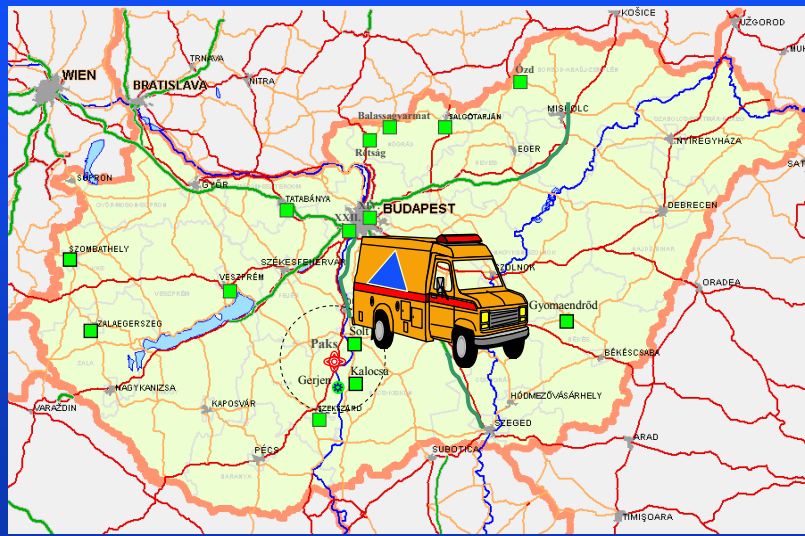 KOŠICE
UŽGOROD
TRNAVA
NITRA
WIEN
BRATISLAVA
Ózd
MISKOLC
Balassagyarmat
SALGÓTARJÁN
Rétság
EGER
NYÍREGYHÁZA
SOPRON
GYŐR
TATABÁNYA
BUDAPEST
XXII.
DEBRECEN
SZOMBATHELY
SZÉKESFEHÉRVÁR
VESZPRÉM
SZOLNOK
ORADEA
Gyomaendrőd
ZALAEGERSZEG
Solt
Paks
BÉKÉSCSABA
Kalocsa
Gerjen
NAGYKANIZSA
KAPOSVÁR
VARAŽDIN
SZEKSZÁRD
HÓDMEZŐVÁSÁRHELY
SZEGED
PÉCS
SUBOTICA
ARAD
TIMIŞOARA